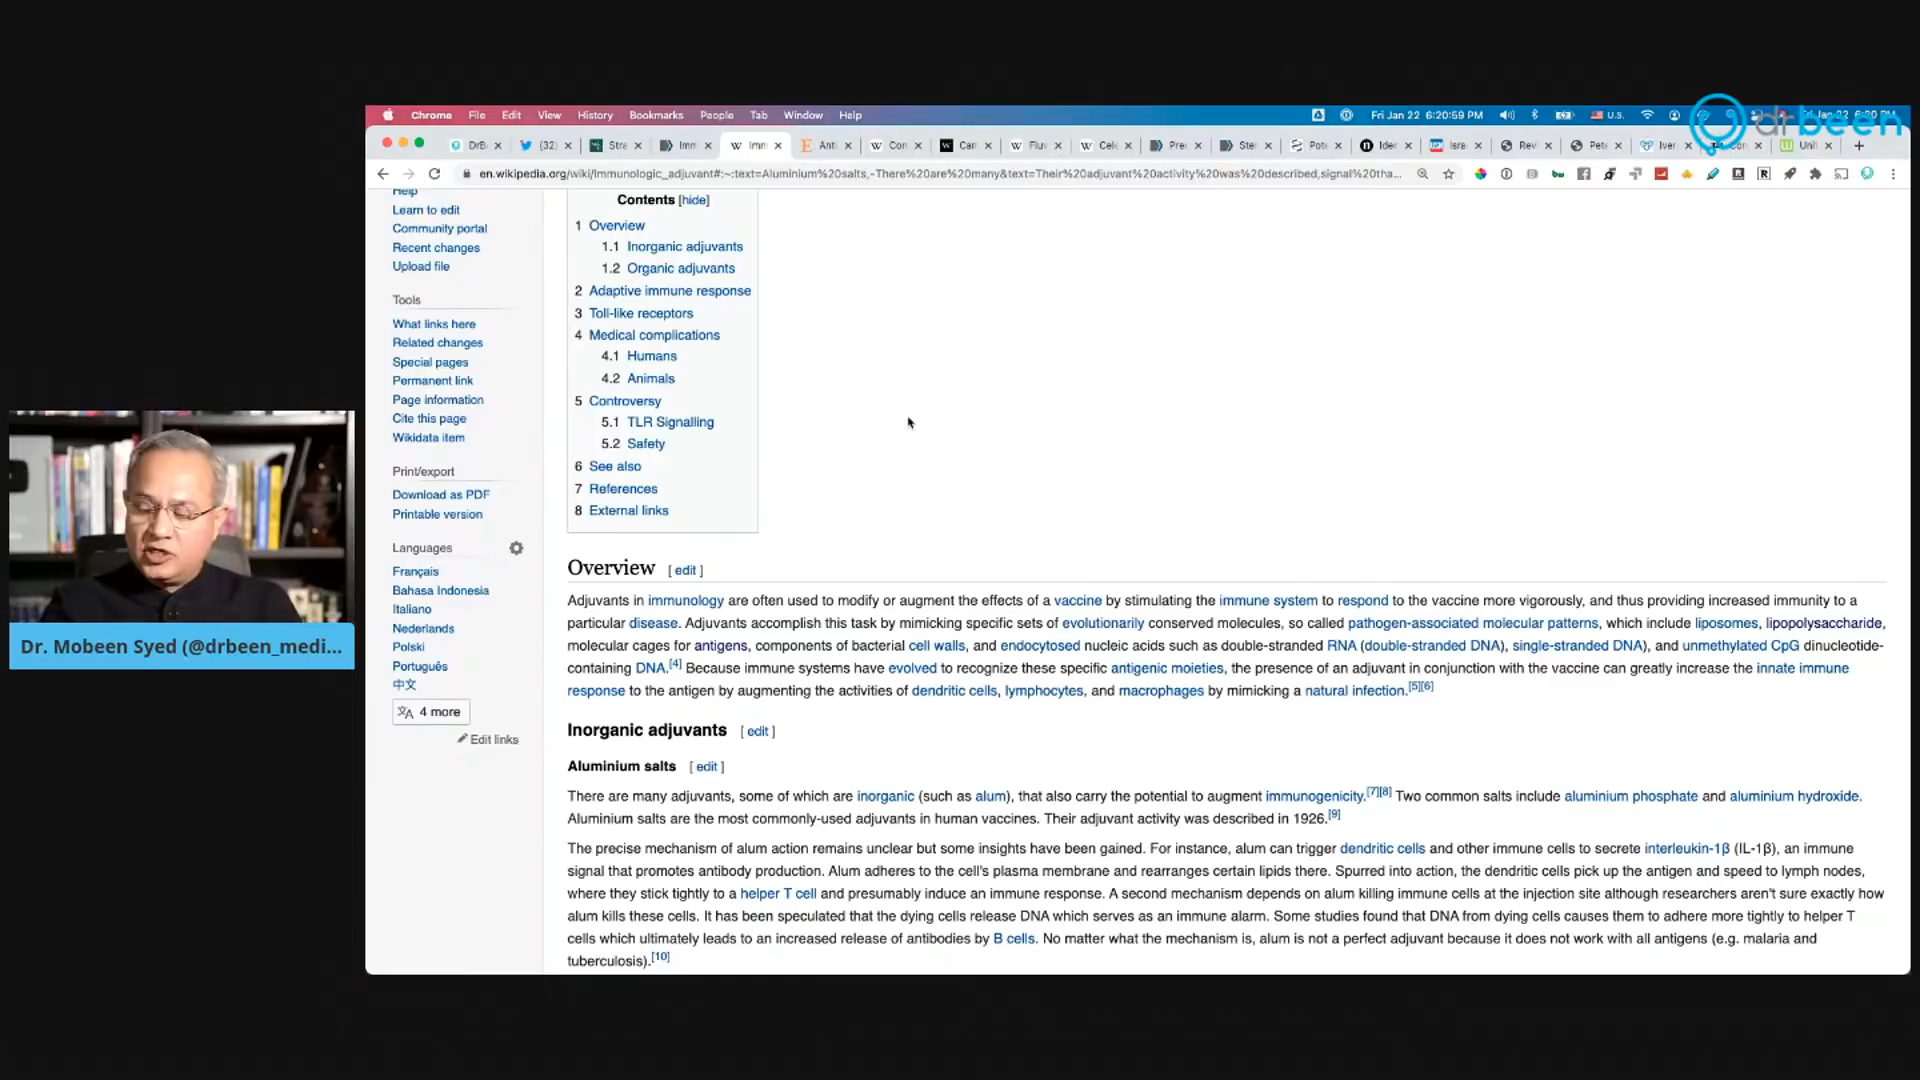 Chrome File Edit View History Bookmarks People Tab Window Help
U.S.
Fri Jan 22 6:20:59 PM
drbeen
DrB (32) Stra Imm Imm Anti Con Can Fluv Cele Prec Ster Pote Iden Israe Rev Pete Iver Unit
en.wikipedia.org/wiki/Immunologic_adjuvant#:~:text=Aluminium%20salts,-There%20are%20many&text=Their%20adjuvant%20activity%20was%20described,signal%20tha...
Help
Learn to edit
Community portal
Recent changes
Upload file
Tools
What links here
Related changes
Special pages
Permanent link
Page information
Cite this page
Wikidata item
Print/export
Download as PDF
Printable version
Languages
Français
Bahasa Indonesia
Italiano
Nederlands
Polski
Português
中文
4 more
Edit links
Contents [hide]
1 Overview
1.1 Inorganic adjuvants
1.2 Organic adjuvants
2 Adaptive immune response
3 Toll-like receptors
4 Medical complications
4.1 Humans
4.2 Animals
5 Controversy
5.1 TLR Signalling
5.2 Safety
6 See also
7 References
8 External links
Overview [ edit ]
Adjuvants in immunology are often used to modify or augment the effects of a vaccine by stimulating the immune system to respond to the vaccine more vigorously, and thus providing increased immunity to a
particular disease. Adjuvants accomplish this task by mimicking specific sets of evolutionarily conserved molecules, so called pathogen-associated molecular patterns, which include liposomes, lipopolysaccharide,
molecular cages for antigens, components of bacterial cell walls, and endocytosed nucleic acids such as double-stranded RNA (double-stranded DNA), single-stranded DNA), and unmethylated CpG dinucleotide-
containing DNA.[4] Because immune systems have evolved to recognize these specific antigenic moieties, the presence of an adjuvant in conjunction with the vaccine can greatly increase the innate immune
response to the antigen by augmenting the activities of dendritic cells, lymphocytes, and macrophages by mimicking a natural infection.[5][6]
Inorganic adjuvants [ edit ]
Aluminium salts [ edit ]
There are many adjuvants, some of which are inorganic (such as alum), that also carry the potential to augment immunogenicity.[7][8] Two common salts include aluminium phosphate and aluminium hydroxide.
Aluminium salts are the most commonly-used adjuvants in human vaccines. Their adjuvant activity was described in 1926.[9]
The precise mechanism of alum action remains unclear but some insights have been gained. For instance, alum can trigger dendritic cells and other immune cells to secrete interleukin-1β (IL-1β), an immune
signal that promotes antibody production. Alum adheres to the cell's plasma membrane and rearranges certain lipids there. Spurred into action, the dendritic cells pick up the antigen and speed to lymph nodes,
where they stick tightly to a helper T cell and presumably induce an immune response. A second mechanism depends on alum killing immune cells at the injection site although researchers aren't sure exactly how
alum kills these cells. It has been speculated that the dying cells release DNA which serves as an immune alarm. Some studies found that DNA from dying cells causes them to adhere more tightly to helper T
cells which ultimately leads to an increased release of antibodies by B cells. No matter what the mechanism is, alum is not a perfect adjuvant because it does not work with all antigens (e.g. malaria and
tuberculosis).[10]
Dr. Mobeen Syed (@drbeen_medi...